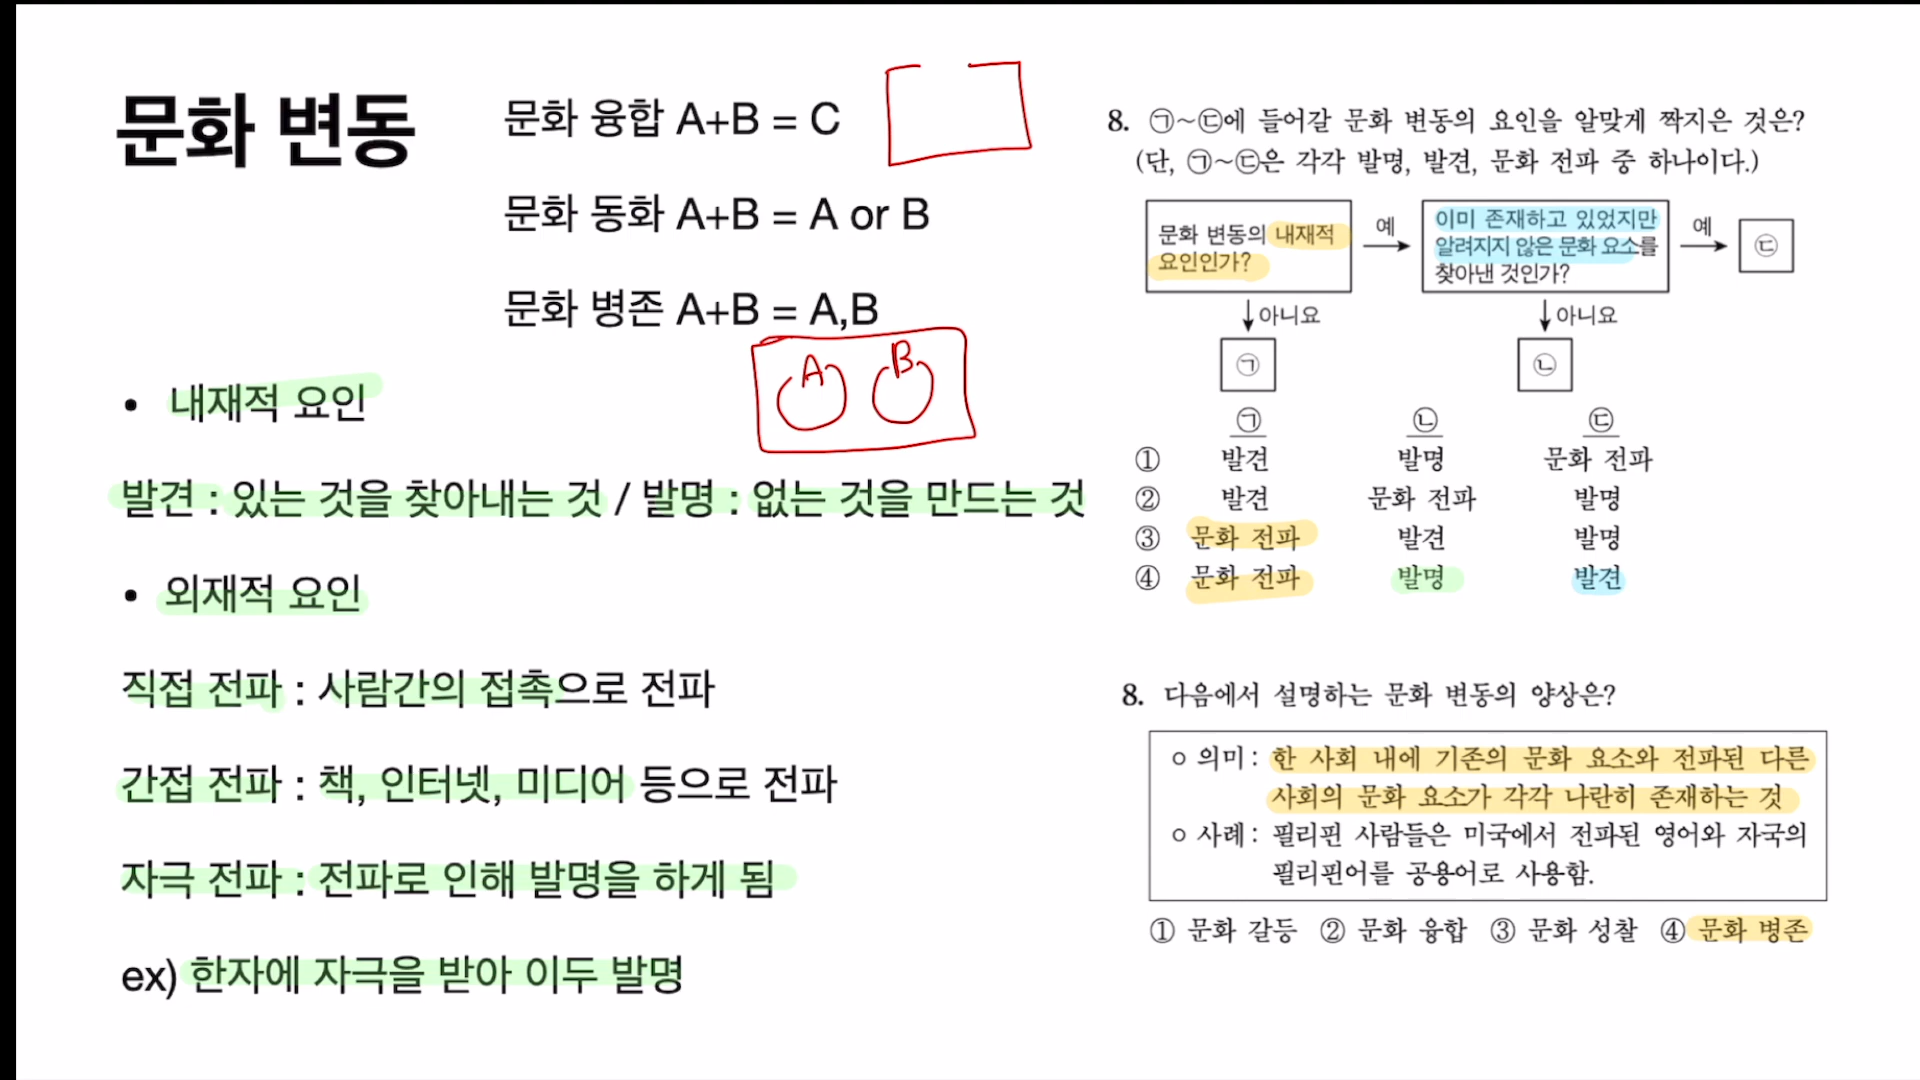 문화 변동
문화 융합 A+B = C
문화 동화 A+B = A or B
문화 병존 A+B = A,B
A B
• 내재적 요인
발견 : 있는 것을 찾아내는 것 / 발명 : 없는 것을 만드는 것
• 외재적 요인
직접 전파 : 사람간의 접촉으로 전파
간접 전파 : 책, 인터넷, 미디어 등으로 전파
자극 전파 : 전파로 인해 발명을 하게 됨
ex) 한자에 자극을 받아 이두 발명
8. ㉠~㉢에 들어갈 문화 변동의 요인을 알맞게 짝지은 것은?
(단, ㉠~㉢은 각각 발명, 발견, 문화 전파 중 하나이다.)
문화 변동의 내재적
요인인가?
예
이미 존재하고 있었지만
알려지지 않은 문화 요소를
찾아낸 것인가?
예
㉢
아니요
아니요
㉠
㉡
㉠ ㉡ ㉢
① 발견 발명 문화 전파
② 발견 문화 전파 발명
③ 문화 전파 발견 발명
④ 문화 전파 발명 발견
8. 다음에서 설명하는 문화 변동의 양상은?
○ 의미 : 한 사회 내에 기존의 문화 요소와 전파된 다른
사회의 문화 요소가 각각 나란히 존재하는 것
○ 사례 : 필리핀 사람들은 미국에서 전파된 영어와 자국의
필리핀어를 공용어로 사용함.
① 문화 갈등 ② 문화 융합 ③ 문화 성찰 ④ 문화 병존